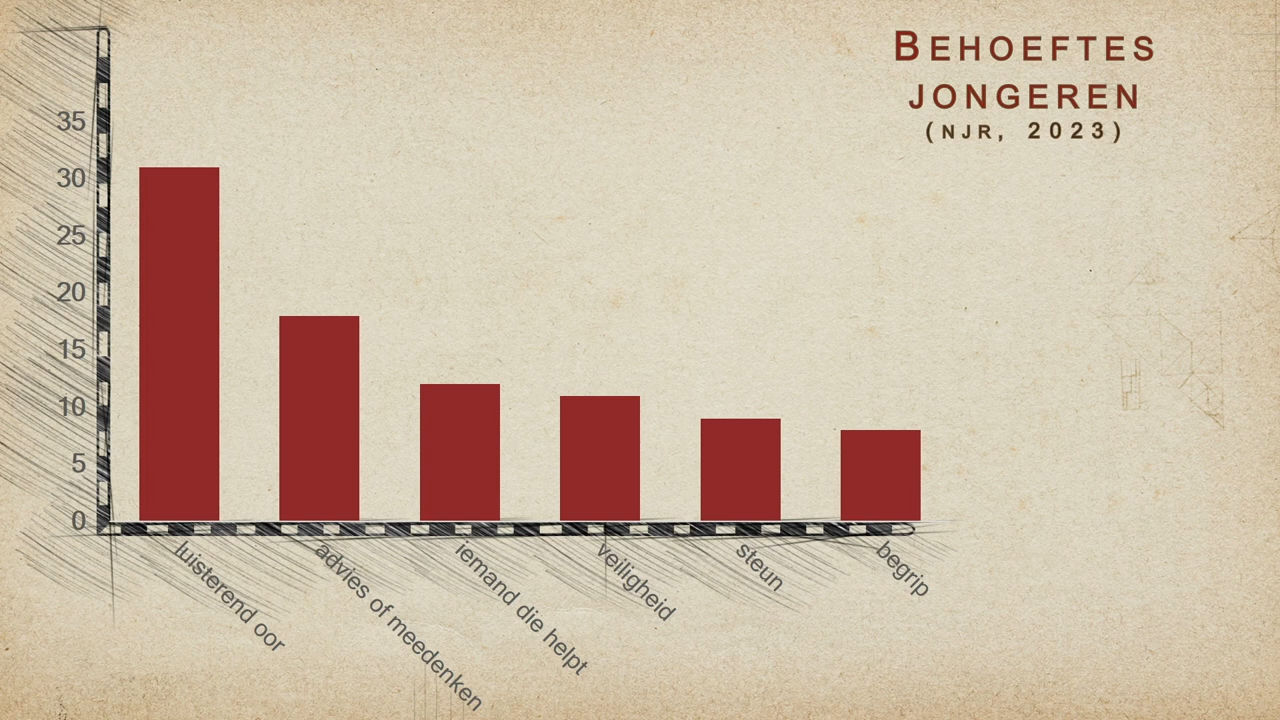 BEHOEFTES
JONGEREN
(NJR, 2023)
35
30
25
20
15
10
5
0
luisterend oor
advies of meedenken
iemand die helpt
veiligheid
steun
begrip